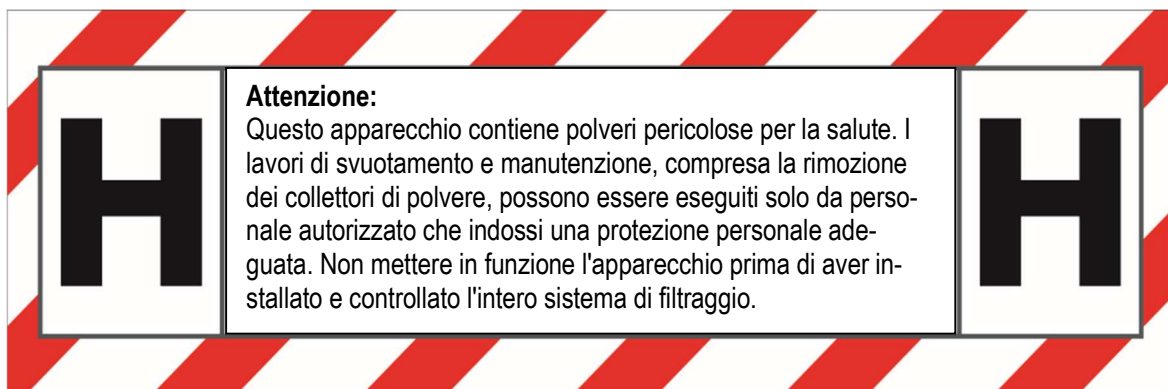 Attenzione:
H
Questo apparecchio contiene polveri pericolose per la salute. I
lavori di svuotamento e manutenzione, compresa la rimozione
dei collettori di polvere, possono essere eseguiti solo da perso-
nale autorizzato che indossi una protezione personale ade-
guata. Non mettere in funzione l'apparecchio prima di aver in-
stallato e controllato l'intero sistema di filtraggio.
H